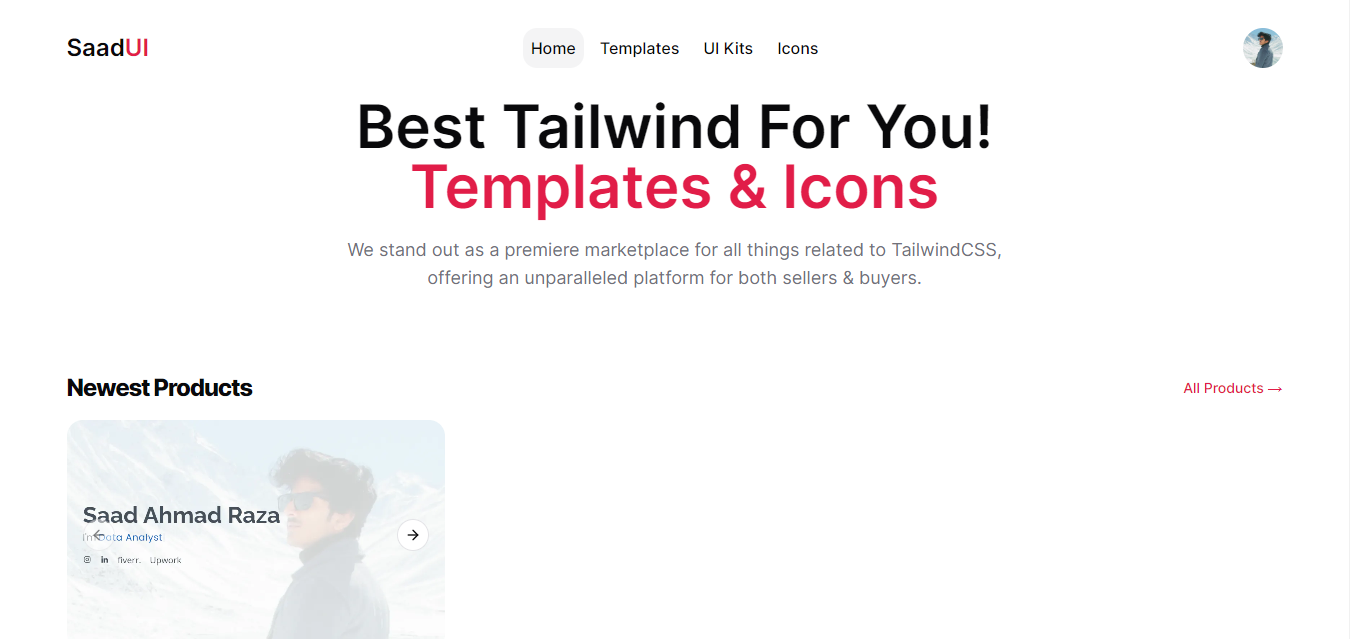 SaadUI
Home Templates UI Kits Icons
Best Tailwind For You!
Templates & Icons
We stand out as a premiere marketplace for all things related to TailwindCSS,
offering an unparalleled platform for both sellers & buyers.
Newest Products
All Products →
Saad Ahmad Raza
Analyst
fiverr. Upwork